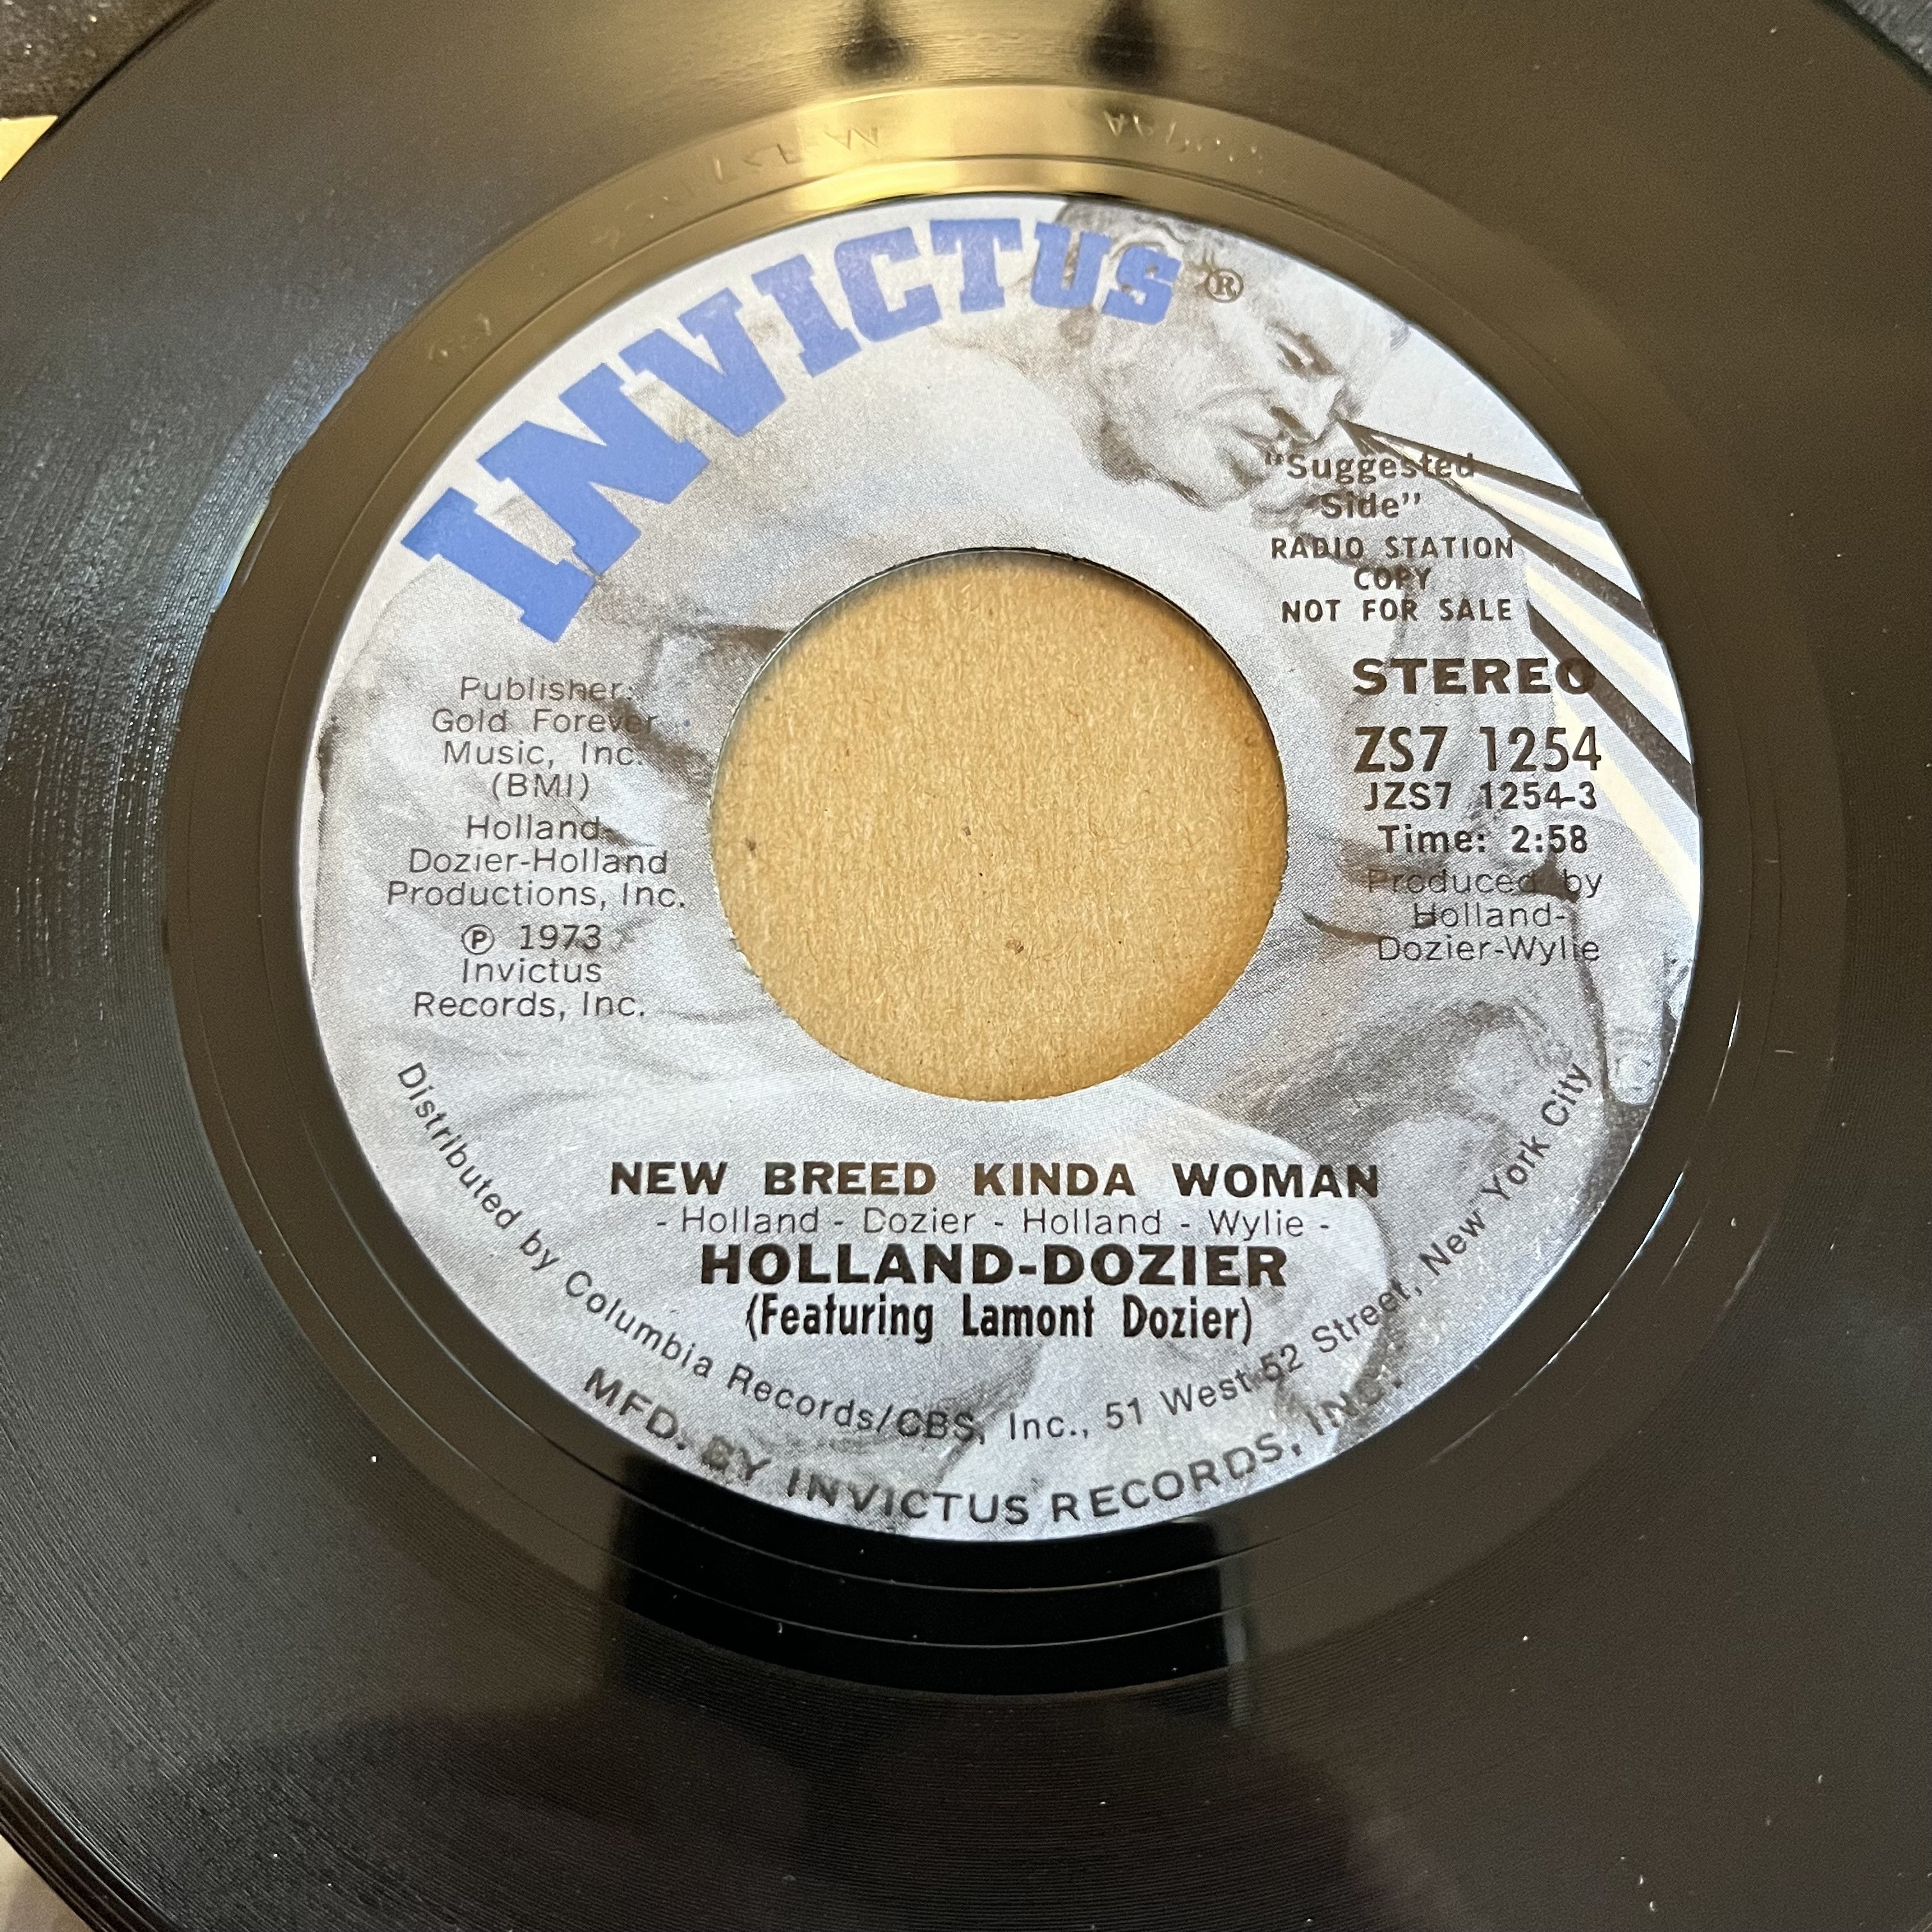 INVICTUS®
"Suggested
Side"
RADIO STATION
COPY
NOT FOR SALE
STEREO
ZS7 1254
JZS7 1254-3
Time: 2:58
Produced by
Holland-
Dozier-Wylie
Publisher:
Gold Forever
Music, Inc.
(BMI)
Holland-
Dozier-Holland
Productions, Inc.
℗ 1973
Invictus
Records, Inc.
NEW BREED KINDA WOMAN
- Holland - Dozier - Holland - Wylie -
HOLLAND-DOZIER
(Featuring Lamont Dozier)
Distributed by Columbia Records/CBS, Inc., 51 West 52 Street, New York City
MFD. BY INVICTUS RECORDS, INC.